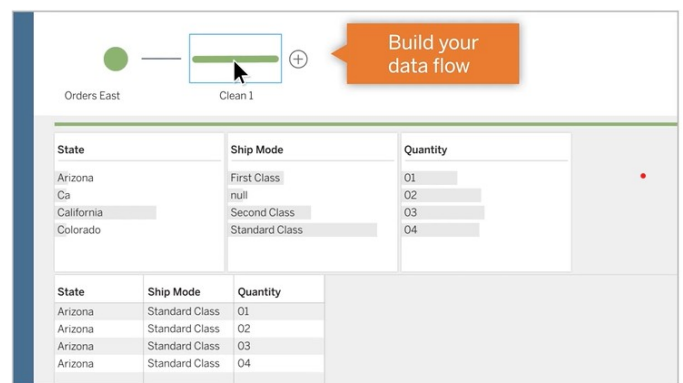 Build your
data flow
Orders East
Clean 1
State
Arizona
Ca
California
Colorado
Ship Mode
First Class
null
Second Class
Standard Class
Quantity
01
02
03
04
State Ship Mode Quantity
Arizona Standard Class 01
Arizona Standard Class 02
Arizona Standard Class 03
Arizona Standard Class 04